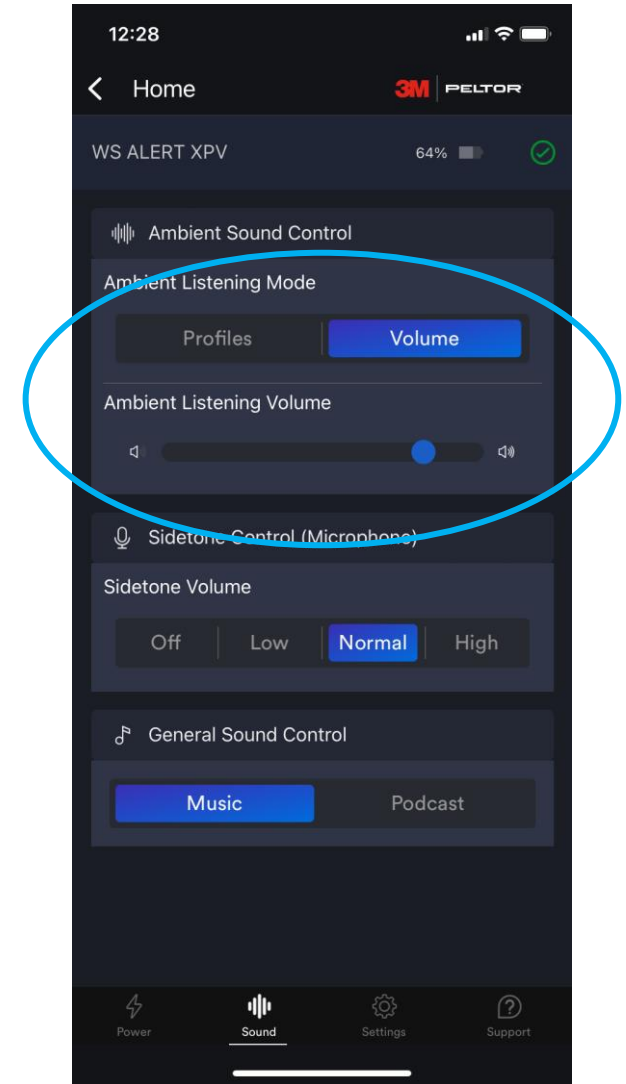 12:28
Home
3M PELTOR
WS ALERT XPV 64%
Ambient Sound Control
Ambient Listening Mode
Profiles Volume
Ambient Listening Volume
Sidetone Control (Microphone)
Sidetone Volume
Off Low Normal High
General Sound Control
Music Podcast
Power Sound Settings Support